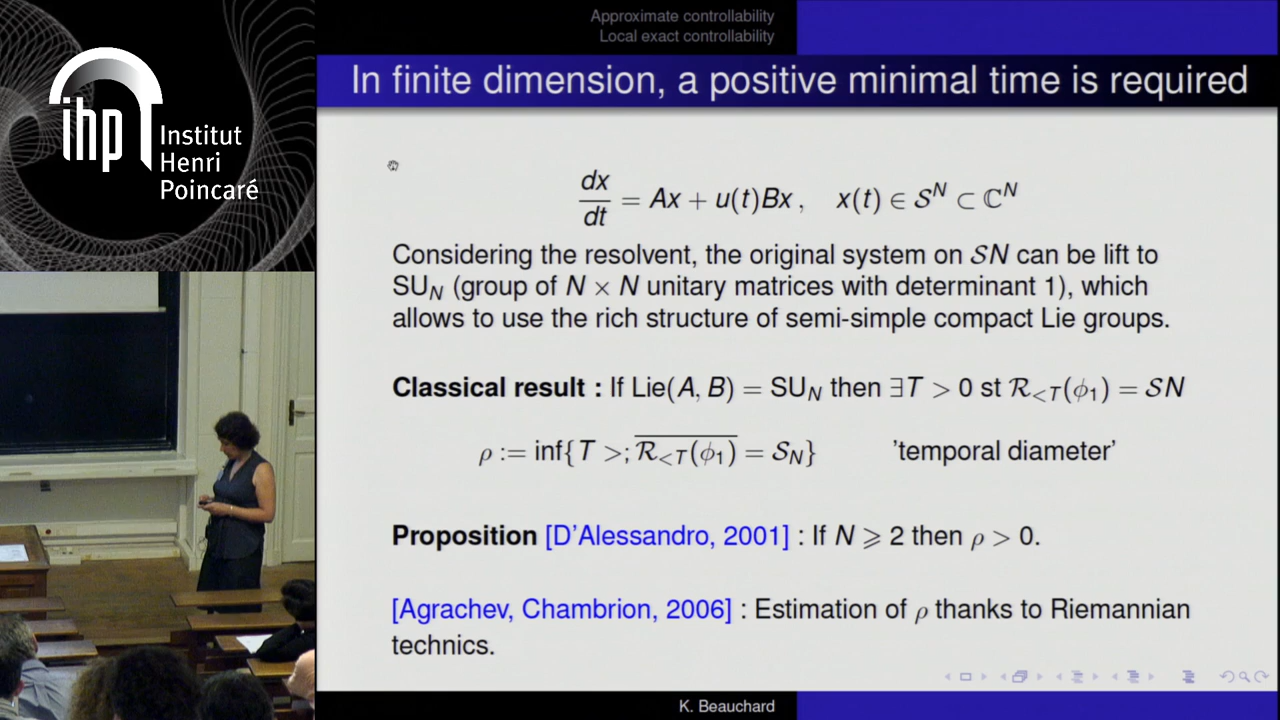 ihp
Institut
Henri
Poincaré
Approximate controllability
Local exact controllability
In finite dimension, a positive minimal time is required
dx/dt = Ax + u(t)Bx , x(t) ∈ 𝒮^N ⊂ ℂ^N
Considering the resolvent, the original system on 𝒮N can be lift to
SU_N (group of N × N unitary matrices with determinant 1), which
allows to use the rich structure of semi-simple compact Lie groups.
Classical result : If Lie(A, B) = SU_N then ∃T > 0 st ℛ_{<T}(ϕ₁) = 𝒮N
ρ := inf{T >; \overline{ℛ_{<T}(ϕ₁)} = 𝒮_N} 'temporal diameter'
Proposition [D'Alessandro, 2001] : If N ⩾ 2 then ρ > 0.
[Agrachev, Chambrion, 2006] : Estimation of ρ thanks to Riemannian
technics.
K. Beauchard